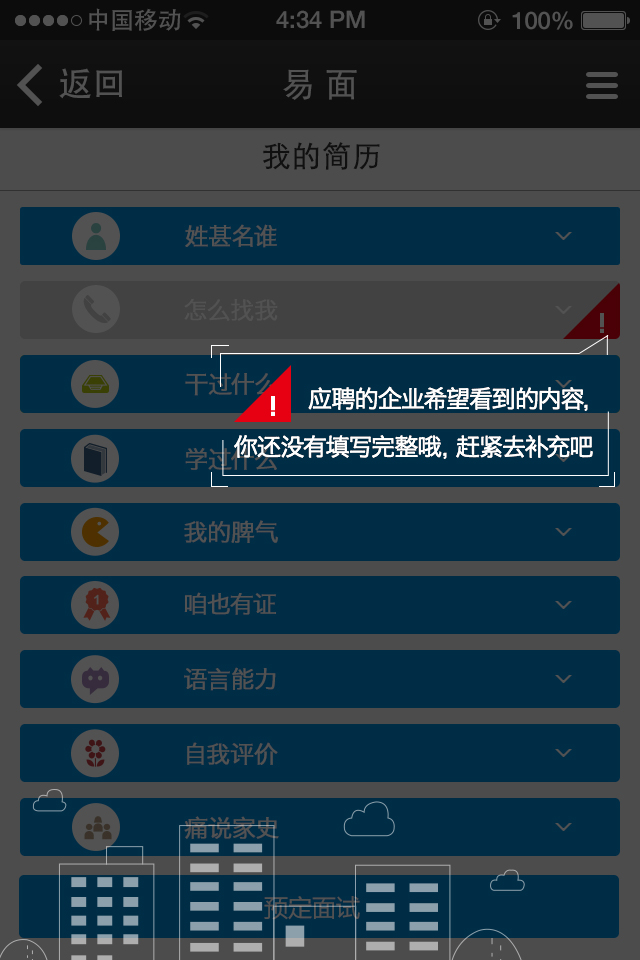 中国移动 4:34 PM 100%
返回 易 面
我的简历
姓甚名谁
怎么找我
!
干过什么
! 应聘的企业希望看到的内容,
学过什么
你还没有填写完整哦, 赶紧去补充吧
我的脾气
1 咱也有证
语言能力
自我评价
痛说家史
预定面试